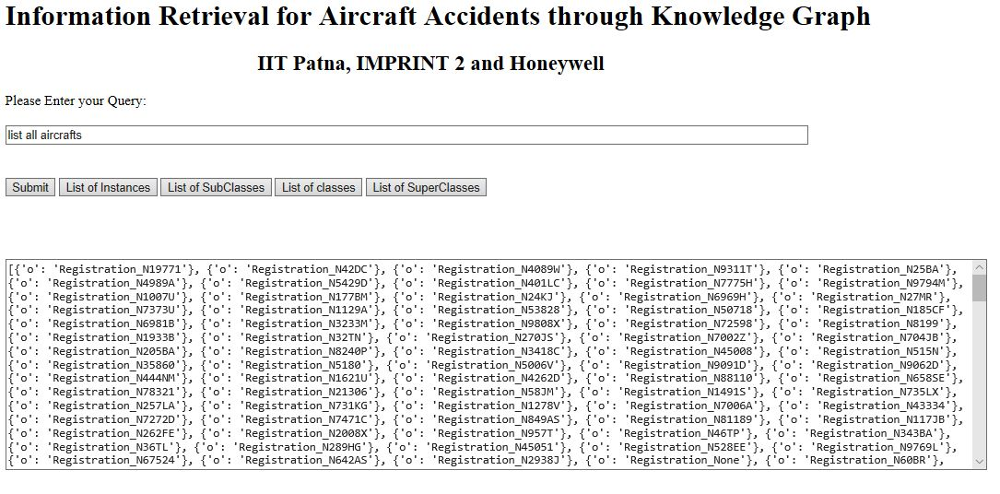 Information Retrieval for Aircraft Accidents through Knowledge Graph
IIT Patna, IMPRINT 2 and Honeywell
Please Enter your Query:
list all aircrafts
Submit List of Instances List of SubClasses List of classes List of SuperClasses
[{'o': 'Registration_N19771'}, {'o': 'Registration_N42DC'}, {'o': 'Registration_N4089W'}, {'o': 'Registration_N9311T'}, {'o': 'Registration_N25BA'},
{'o': 'Registration_N4989A'}, {'o': 'Registration_N5429D'}, {'o': 'Registration_N401LC'}, {'o': 'Registration_N7775H'}, {'o': 'Registration_N9794M'},
{'o': 'Registration_N1007U'}, {'o': 'Registration_N177BM'}, {'o': 'Registration_N24KJ'}, {'o': 'Registration_N6969H'}, {'o': 'Registration_N27MR'},
{'o': 'Registration_N7373U'}, {'o': 'Registration_N1129A'}, {'o': 'Registration_N53828'}, {'o': 'Registration_N50718'}, {'o': 'Registration_N185CF'},
{'o': 'Registration_N6981B'}, {'o': 'Registration_N3233M'}, {'o': 'Registration_N9808X'}, {'o': 'Registration_N72598'}, {'o': 'Registration_N8199'},
{'o': 'Registration_N1933B'}, {'o': 'Registration_N32TN'}, {'o': 'Registration_N270JS'}, {'o': 'Registration_N7002Z'}, {'o': 'Registration_N704JB'},
{'o': 'Registration_N205BA'}, {'o': 'Registration_N8240P'}, {'o': 'Registration_N3418C'}, {'o': 'Registration_N45008'}, {'o': 'Registration_N515N'},
{'o': 'Registration_N35860'}, {'o': 'Registration_N5180'}, {'o': 'Registration_N5006V'}, {'o': 'Registration_N9091D'}, {'o': 'Registration_N9062D'},
{'o': 'Registration_N444NM'}, {'o': 'Registration_N1621U'}, {'o': 'Registration_N4262D'}, {'o': 'Registration_N88110'}, {'o': 'Registration_N658SE'},
{'o': 'Registration_N78321'}, {'o': 'Registration_N21306'}, {'o': 'Registration_N58JM'}, {'o': 'Registration_N1491S'}, {'o': 'Registration_N735LX'},
{'o': 'Registration_N257LA'}, {'o': 'Registration_N731KG'}, {'o': 'Registration_N1278V'}, {'o': 'Registration_N7006A'}, {'o': 'Registration_N43334'},
{'o': 'Registration_N7272D'}, {'o': 'Registration_N7471C'}, {'o': 'Registration_N849AS'}, {'o': 'Registration_N81189'}, {'o': 'Registration_N117JB'},
{'o': 'Registration_N262FE'}, {'o': 'Registration_N2008X'}, {'o': 'Registration_N957T'}, {'o': 'Registration_N46TP'}, {'o': 'Registration_N343BA'},
{'o': 'Registration_N36TL'}, {'o': 'Registration_N289HG'}, {'o': 'Registration_N45051'}, {'o': 'Registration_N528EE'}, {'o': 'Registration_N9769L'},
{'o': 'Registration_N67524'}, {'o': 'Registration_N642AS'}, {'o': 'Registration_N2938J'}, {'o': 'Registration_None'}, {'o': 'Registration_N60BR'},